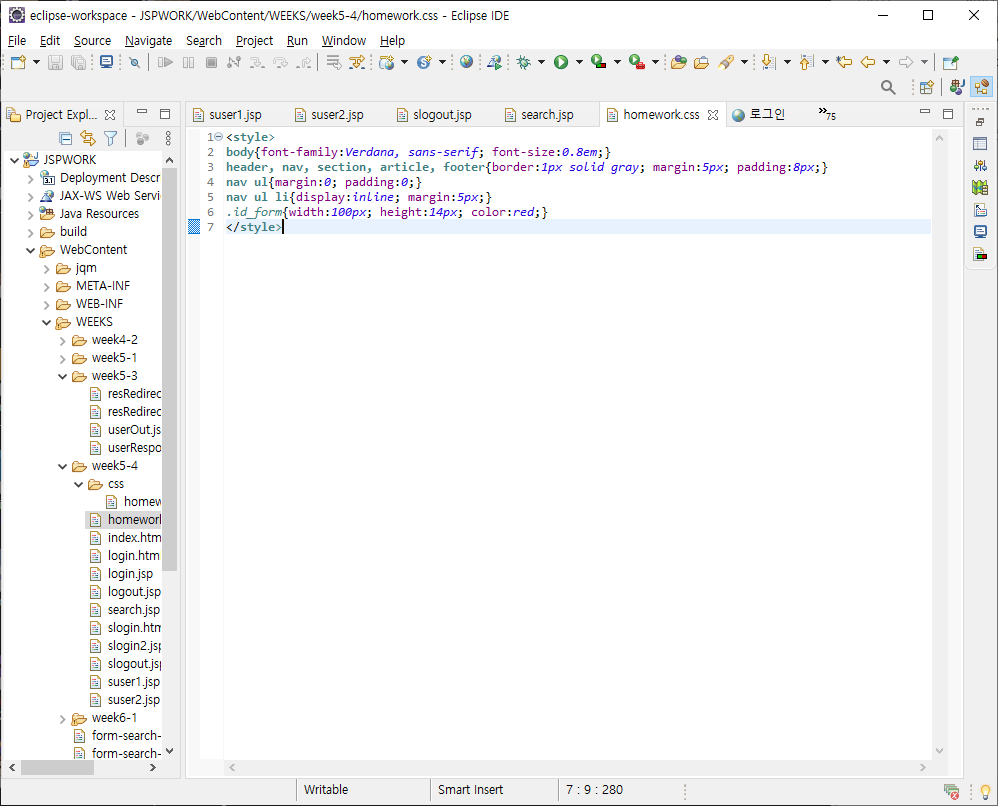 eclipse-workspace - JSPWORK/WebContent/WEEKS/week5-4/homework.css - Eclipse IDE
File Edit Source Navigate Search Project Run Window Help
Project Expl...
suser1.jsp suser2.jsp slogout.jsp search.jsp homework.css 로그인 »75
JSPWORK
Deployment Descr
JAX-WS Web Servi
Java Resources
build
WebContent
jqm
META-INF
WEB-INF
WEEKS
week4-2
week5-1
week5-3
resRedirec
resRedirec
userOut.js
userRespo
week5-4
css
homew
homework
index.htm
login.htm
login.jsp
logout.jsp
search.jsp
slogin.htm
slogin2.jsp
slogout.jsp
suser1.jsp
suser2.jsp
week6-1
form-search-
form-search-
1 <style>
2 body{font-family:Verdana, sans-serif; font-size:0.8em;}
3 header, nav, section, article, footer{border:1px solid gray; margin:5px; padding:8px;}
4 nav ul{margin:0; padding:0;}
5 nav ul li{display:inline; margin:5px;}
6 .id_form{width:100px; height:14px; color:red;}
7 </style>
Writable Smart Insert 7 : 9 : 280